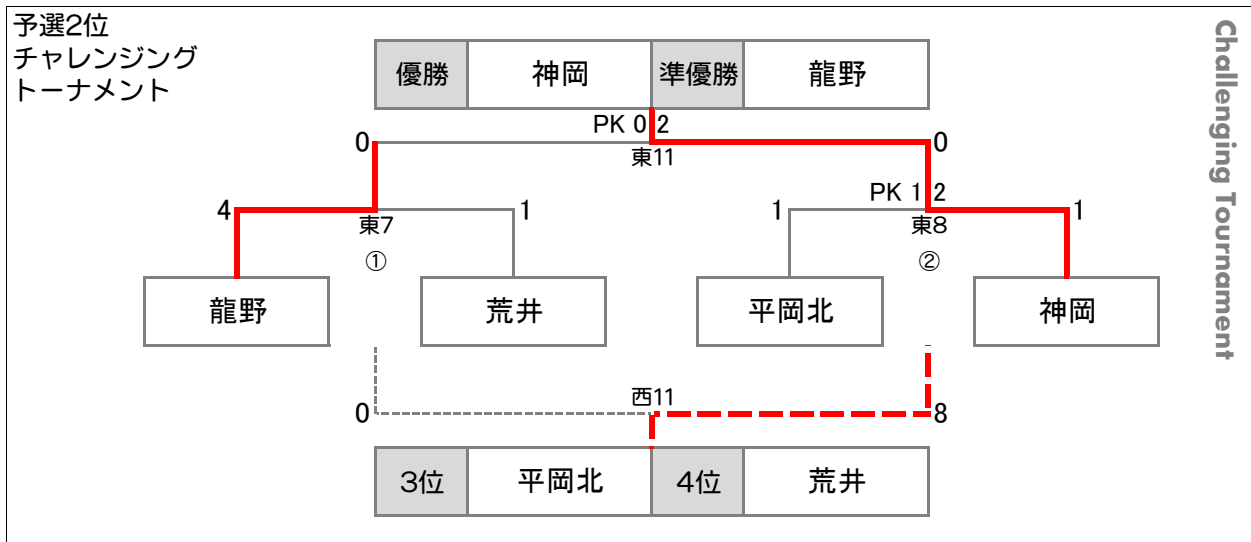 予選2位
チャレンジング
トーナメント
Challenging Tournament
優勝 神岡 準優勝 龍野
PK 0 2
0 0
東11
PK 1 2
4 1 1 1
東7 東8
① ②
龍野 荒井 平岡北 神岡
西11
0 8
3位 平岡北 4位 荒井